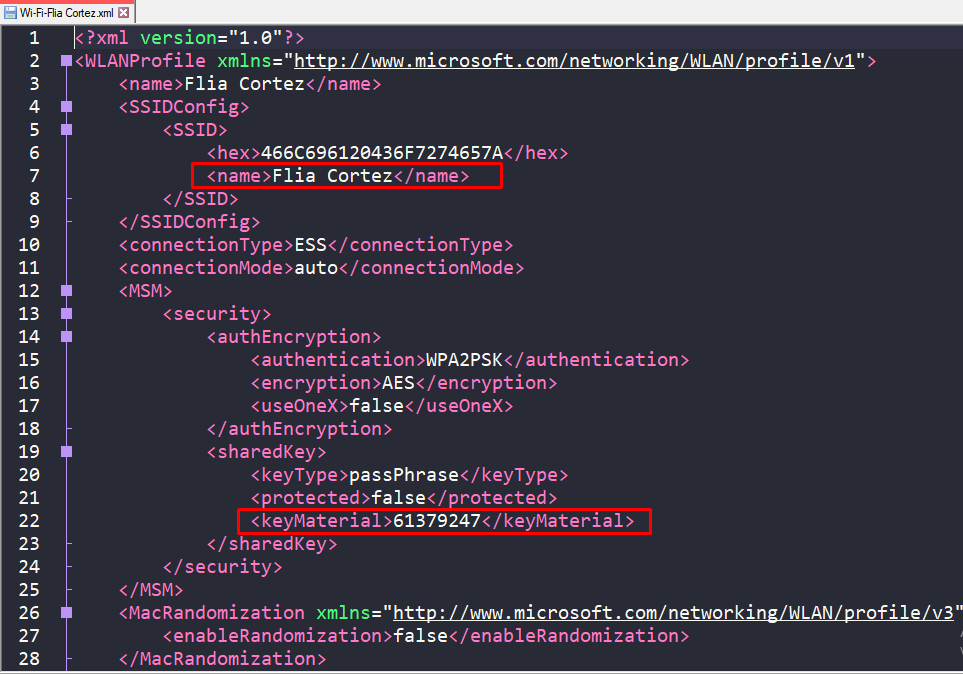 Wi-Fi-Flia Cortez.xml
1 <?xml version="1.0"?>
2 <WLANProfile xmlns="http://www.microsoft.com/networking/WLAN/profile/v1">
3 <name>Flia Cortez</name>
4 <SSIDConfig>
5 <SSID>
6 <hex>466C696120436F7274657A</hex>
7 <name>Flia Cortez</name>
8 </SSID>
9 </SSIDConfig>
10 <connectionType>ESS</connectionType>
11 <connectionMode>auto</connectionMode>
12 <MSM>
13 <security>
14 <authEncryption>
15 <authentication>WPA2PSK</authentication>
16 <encryption>AES</encryption>
17 <useOneX>false</useOneX>
18 </authEncryption>
19 <sharedKey>
20 <keyType>passPhrase</keyType>
21 <protected>false</protected>
22 <keyMaterial>61379247</keyMaterial>
23 </sharedKey>
24 </security>
25 </MSM>
26 <MacRandomization xmlns="http://www.microsoft.com/networking/WLAN/profile/v3"
27 <enableRandomization>false</enableRandomization>
28 </MacRandomization>